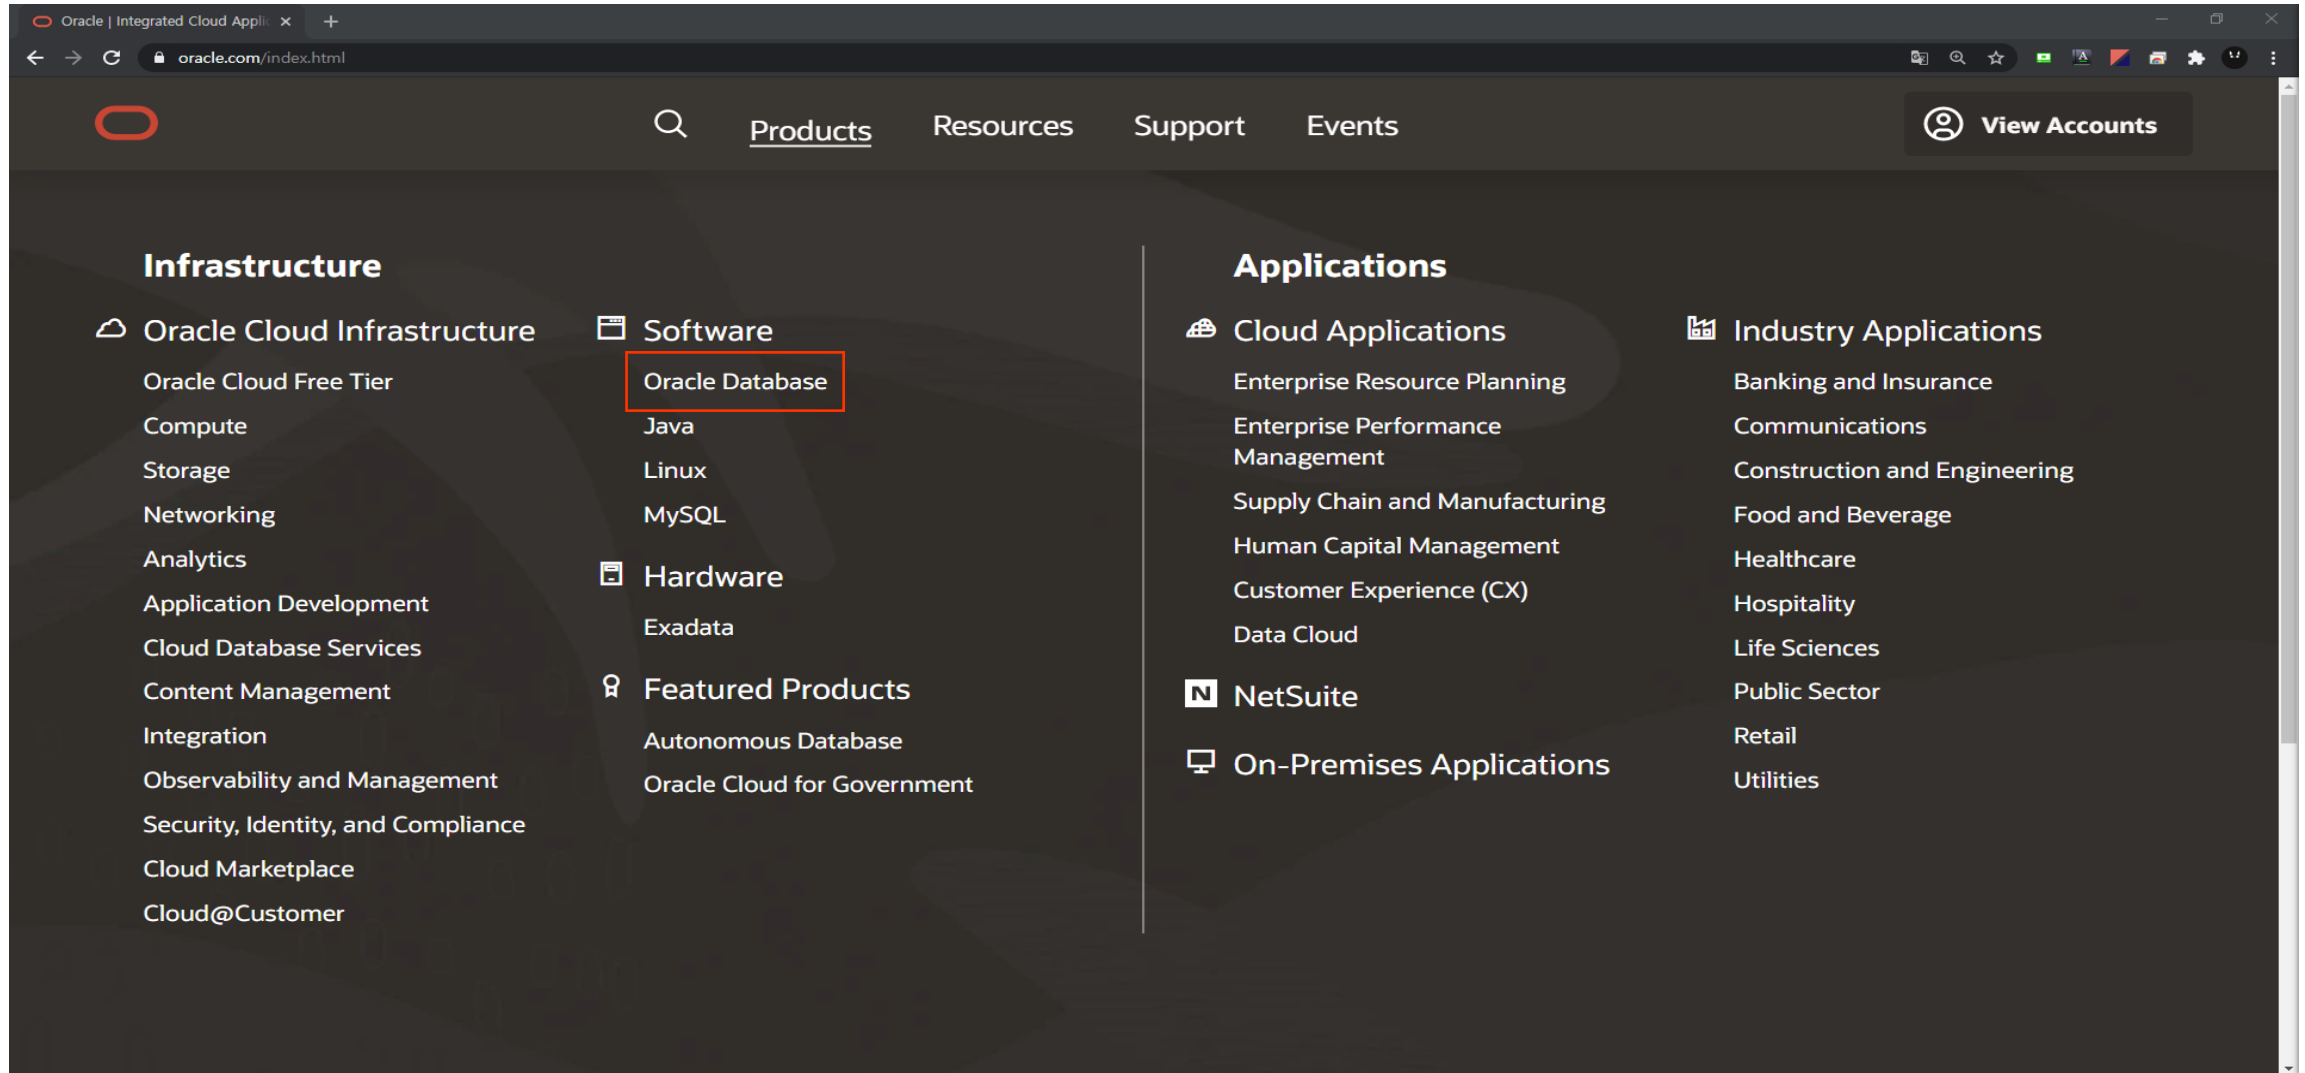 Oracle | Integrated Cloud Applic
oracle.com/index.html
Products
Resources
Support
Events
View Accounts
Infrastructure
Oracle Cloud Infrastructure
Oracle Cloud Free Tier
Compute
Storage
Networking
Analytics
Application Development
Cloud Database Services
Content Management
Integration
Observability and Management
Security, Identity, and Compliance
Cloud Marketplace
Cloud@Customer
Software
Oracle Database
Java
Linux
MySQL
Hardware
Exadata
Featured Products
Autonomous Database
Oracle Cloud for Government
Applications
Cloud Applications
Enterprise Resource Planning
Enterprise Performance
Management
Supply Chain and Manufacturing
Human Capital Management
Customer Experience (CX)
Data Cloud
N NetSuite
On-Premises Applications
Industry Applications
Banking and Insurance
Communications
Construction and Engineering
Food and Beverage
Healthcare
Hospitality
Life Sciences
Public Sector
Retail
Utilities